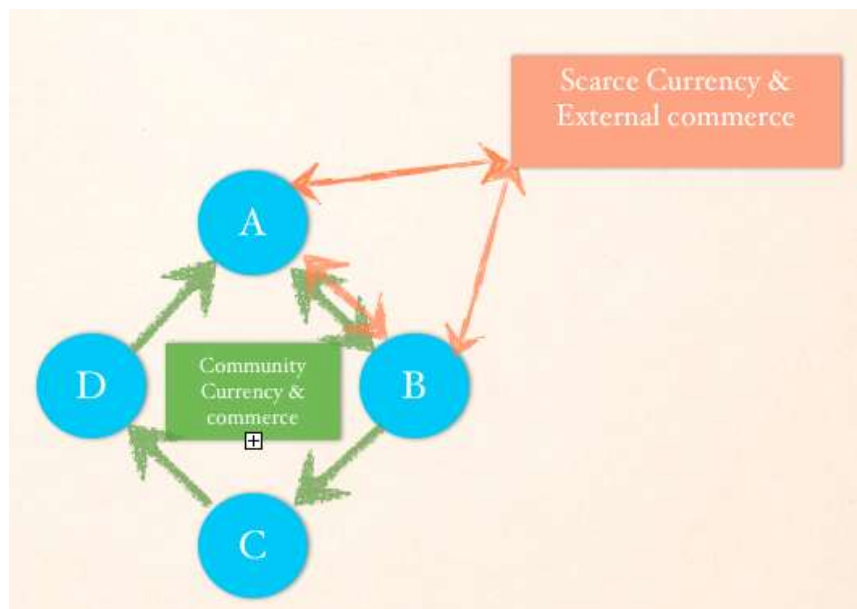 Scarce Currency &
External commerce
A
D
Community
Currency &
commerce
B
C